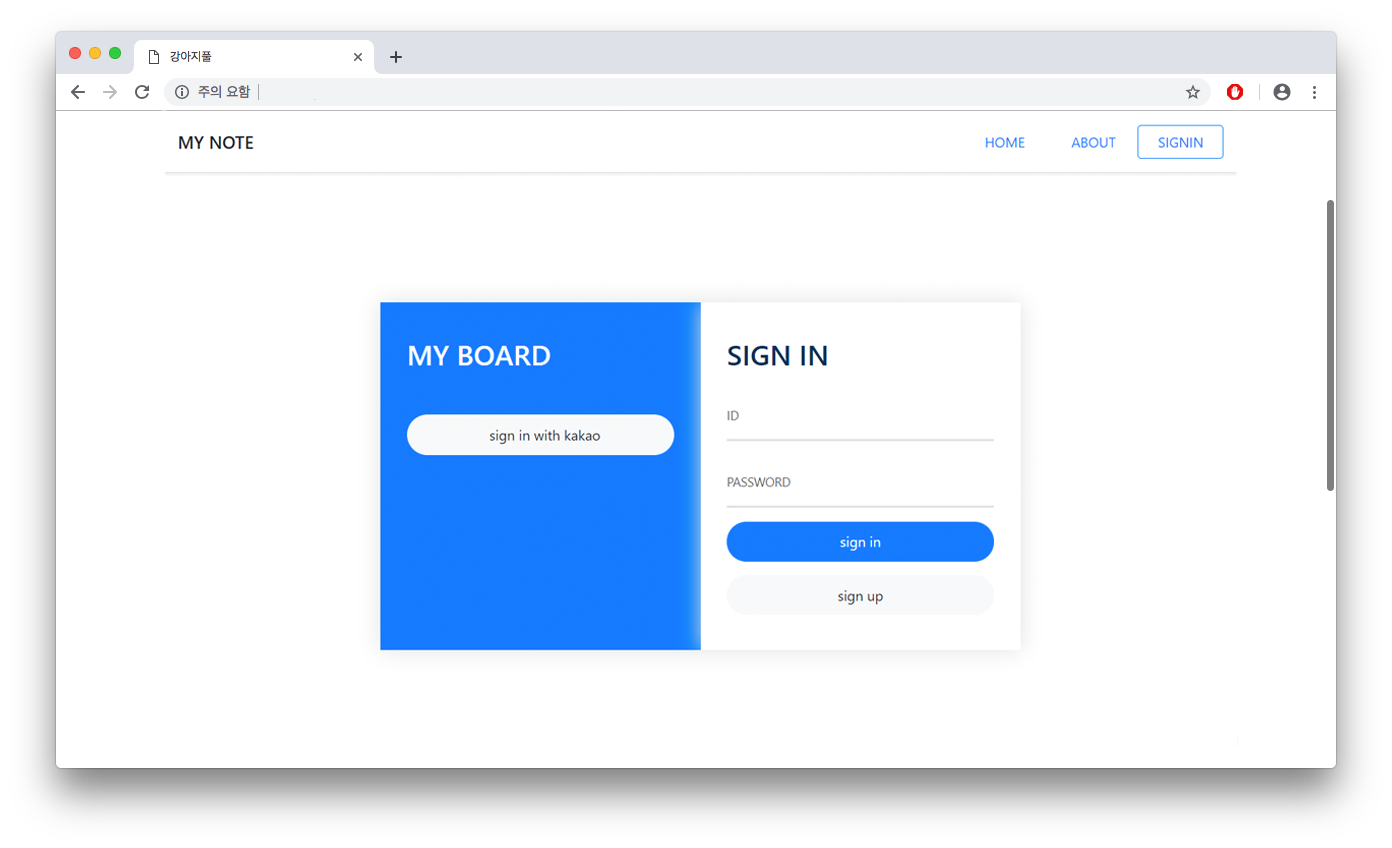 강아지풀
주의 요함
MY NOTE
HOME
ABOUT
SIGNIN
MY BOARD
sign in with kakao
SIGN IN
ID
PASSWORD
sign in
sign up